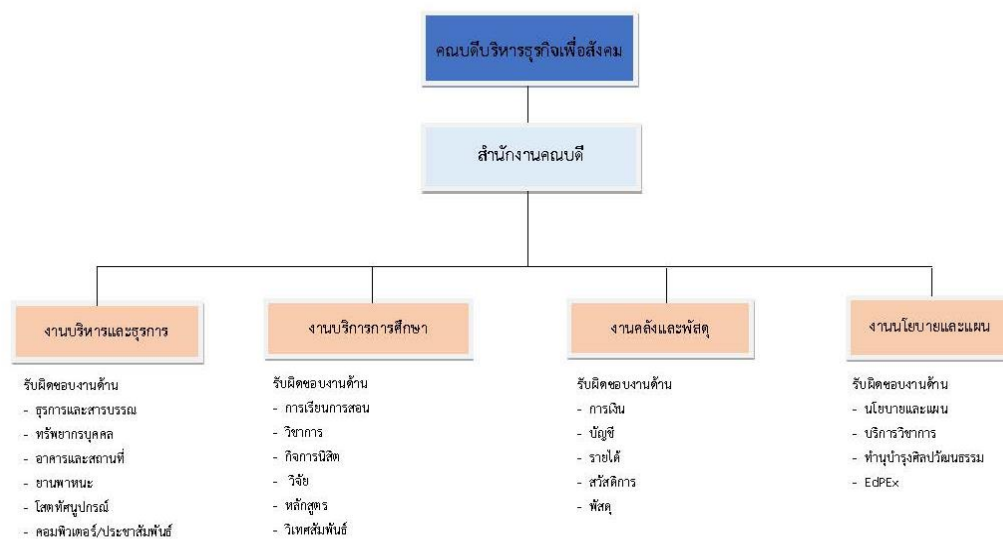 คณบดีบริหารธุรกิจเพื่อสังคม
สำนักงานคณบดี
งานบริหารและธุรการ
รับผิดชอบงานด้าน
- ธุรการและสารบรรณ
- ทรัพยากรบุคคล
- อาคารและสถานที่
- ยานพาหนะ
- โสตทัศนูปกรณ์
- คอมพิวเตอร์/ประชาสัมพันธ์
งานบริการการศึกษา
รับผิดชอบงานด้าน
- การเรียนการสอน
- วิชาการ
- กิจการนิสิต
- วิจัย
- หลักสูตร
- วิเทศสัมพันธ์
งานคลังและพัสดุ
รับผิดชอบงานด้าน
- การเงิน
- บัญชี
- รายได้
- สวัสดิการ
- พัสดุ
งานนโยบายและแผน
รับผิดชอบงานด้าน
- นโยบายและแผน
- บริการวิชาการ
- ทำนุบำรุงศิลปวัฒนธรรม
- EdPEx